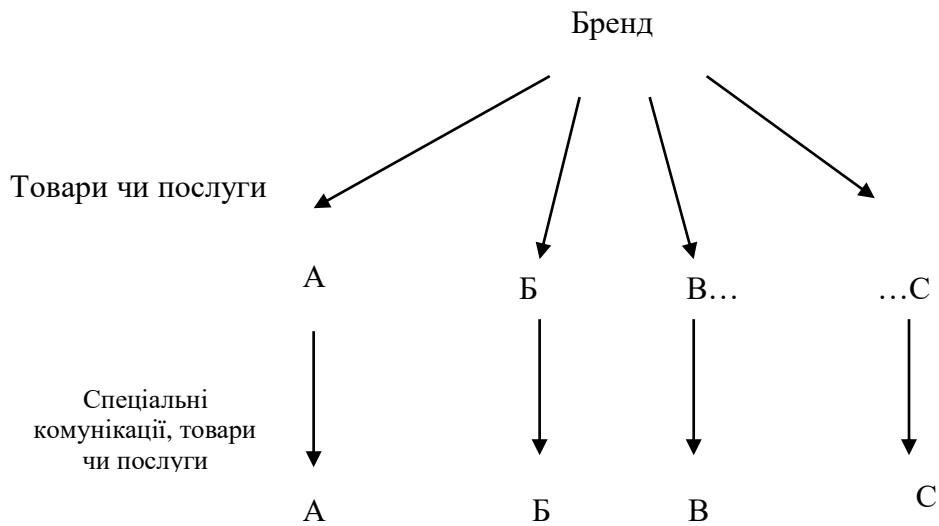 Бренд
Товари чи послуги
А
Б
В…
…С
Спеціальні
комунікації, товари
чи послуги
А
Б
В
С